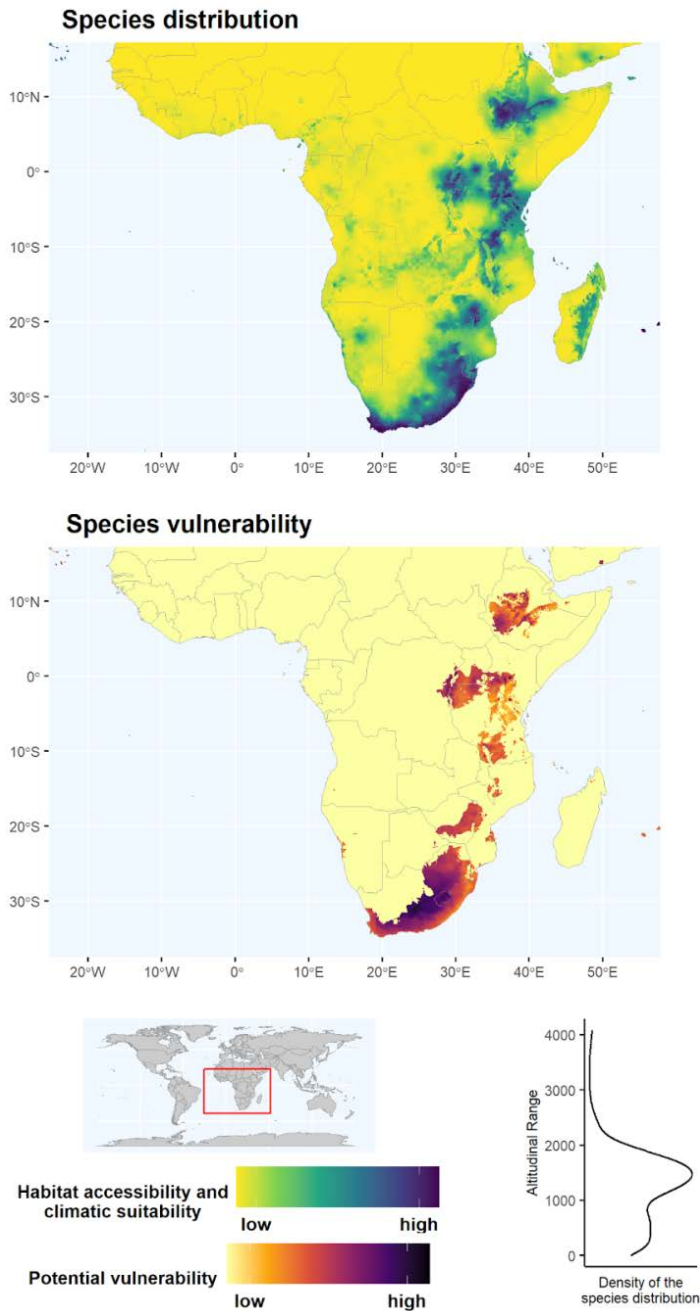 Species distribution
10°N
0°
10°S
20°S
30°S
20°W 10°W 0° 10°E 20°E 30°E 40°E 50°E
Species vulnerability
10°N
0°
10°S
20°S
30°S
20°W 10°W 0° 10°E 20°E 30°E 40°E 50°E
Habitat accessibility and
climatic suitability
low high
Potential vulnerability
low high
Altitudinal Range
4000
3000
2000
1000
0
Density of the
species distribution